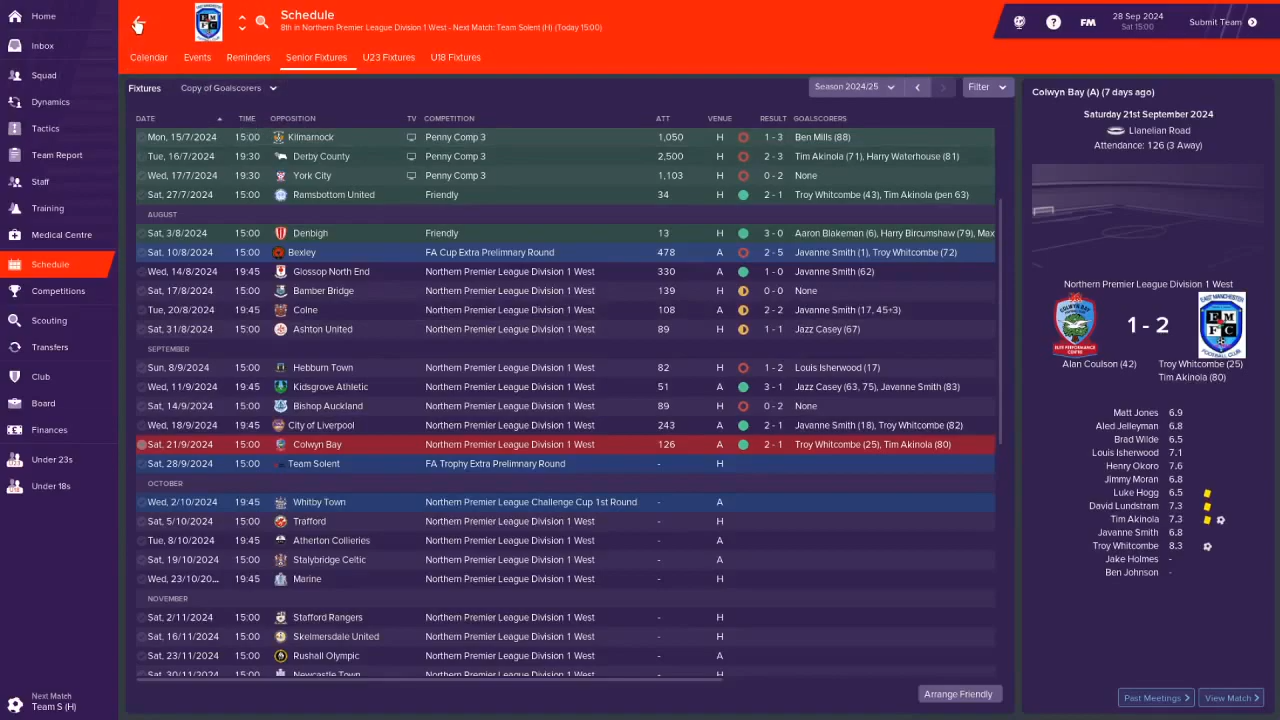 Home
Inbox
Squad
Dynamics
Tactics
Team Report
Staff
Training
Medical Centre
Schedule
Competitions
Scouting
Transfers
Club
Board
Finances
Under 23s
Under 18s
Next Match
Team S (H)
Schedule
8th in Northern Premier League Division 1 West - Next Match: Team Solent (H) (Today 15:00)
FM
28 Sep 2024
Sat 15:00
Submit Team
Calendar Events Reminders Senior Fixtures U23 Fixtures U18 Fixtures
Fixtures Copy of Goalscorers Season 2024/25 Filter
DATE TIME OPPOSITION TV COMPETITION ATT VENUE RESULT GOALSCORERS
Mon, 15/7/2024 15:00 Kilmarnock Penny Comp 3 1,050 H 1 - 3 Ben Mills (88)
Tue, 16/7/2024 19:30 Derby County Penny Comp 3 2,500 H 2 - 3 Tim Akinola (71), Harry Waterhouse (81)
Wed, 17/7/2024 19:30 York City Penny Comp 3 1,103 H 0 - 2 None
Sat, 27/7/2024 15:00 Ramsbottom United Friendly 34 H 2 - 1 Troy Whitcombe (43), Tim Akinola (pen 63)
AUGUST
Sat, 3/8/2024 15:00 Denbigh Friendly 13 H 3 - 0 Aaron Blakeman (6), Harry Bircumshaw (79), Max
Sat, 10/8/2024 15:00 Bexley FA Cup Extra Prelimnary Round 478 A 2 - 5 Javanne Smith (1), Troy Whitcombe (72)
Wed, 14/8/2024 19:45 Glossop North End Northern Premier League Division 1 West 330 A 1 - 0 Javanne Smith (62)
Sat, 17/8/2024 15:00 Bamber Bridge Northern Premier League Division 1 West 139 H 0 - 0 None
Tue, 20/8/2024 19:45 Colne Northern Premier League Division 1 West 108 A 2 - 2 Javanne Smith (17, 45+3)
Sat, 31/8/2024 15:00 Ashton United Northern Premier League Division 1 West 89 H 1 - 1 Jazz Casey (67)
SEPTEMBER
Sun, 8/9/2024 15:00 Hebburn Town Northern Premier League Division 1 West 82 H 1 - 2 Louis Isherwood (17)
Wed, 11/9/2024 19:45 Kidsgrove Athletic Northern Premier League Division 1 West 51 A 3 - 1 Jazz Casey (63, 75), Javanne Smith (83)
Sat, 14/9/2024 15:00 Bishop Auckland Northern Premier League Division 1 West 89 H 0 - 2 None
Wed, 18/9/2024 19:45 City of Liverpool Northern Premier League Division 1 West 243 A 2 - 1 Javanne Smith (18), Troy Whitcombe (82)
Sat, 21/9/2024 15:00 Colwyn Bay Northern Premier League Division 1 West 126 A 2 - 1 Troy Whitcombe (25), Tim Akinola (80)
Sat, 28/9/2024 15:00 Team Solent FA Trophy Extra Prelimnary Round - H
OCTOBER
Wed, 2/10/2024 19:45 Whitby Town Northern Premier League Challenge Cup 1st Round - A
Sat, 5/10/2024 15:00 Trafford Northern Premier League Division 1 West - H
Tue, 8/10/2024 19:45 Atherton Collieries Northern Premier League Division 1 West - A
Sat, 19/10/2024 15:00 Stalybridge Celtic Northern Premier League Division 1 West - A
Wed, 23/10/20... 19:45 Marine Northern Premier League Division 1 West - H
NOVEMBER
Sat, 2/11/2024 15:00 Stafford Rangers Northern Premier League Division 1 West - H
Sat, 16/11/2024 15:00 Skelmersdale United Northern Premier League Division 1 West - H
Sat, 23/11/2024 15:00 Rushall Olympic Northern Premier League Division 1 West - A
Sat, 30/11/2024 15:00 Newcastle Town Northern Premier League Division 1 West - H
Arrange Friendly
Colwyn Bay (A) (7 days ago)
Saturday 21st September 2024
Llanelian Road
Attendance: 126 (3 Away)
Northern Premier League Division 1 West
1 - 2
Alan Coulson (42) Troy Whitcombe (25)
Tim Akinola (80)
Matt Jones 6.9
Aled Jelleyman 6.8
Brad Wilde 6.5
Louis Isherwood 7.1
Henry Okoro 7.6
Jimmy Moran 6.8
Luke Hogg 6.5
David Lundstram 7.3
Tim Akinola 7.3
Javanne Smith 6.8
Troy Whitcombe 8.3
Jake Holmes -
Ben Johnson -
Past Meetings View Match